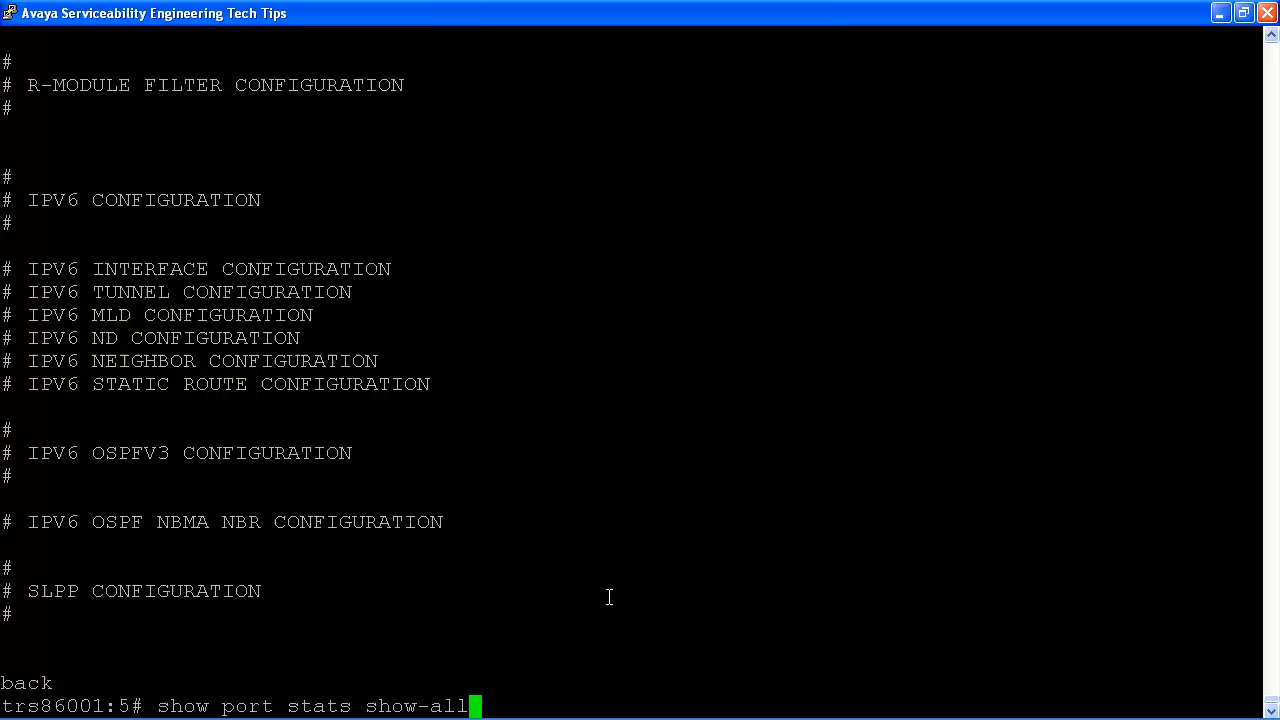 Avaya Serviceability Engineering Tech Tips
#
# R-MODULE FILTER CONFIGURATION
#
#
# IPV6 CONFIGURATION
#
# IPV6 INTERFACE CONFIGURATION
# IPV6 TUNNEL CONFIGURATION
# IPV6 MLD CONFIGURATION
# IPV6 ND CONFIGURATION
# IPV6 NEIGHBOR CONFIGURATION
# IPV6 STATIC ROUTE CONFIGURATION
#
# IPV6 OSPFV3 CONFIGURATION
#
# IPV6 OSPF NBMA NBR CONFIGURATION
#
# SLPP CONFIGURATION
#
back
trs86001:5# show port stats show-all